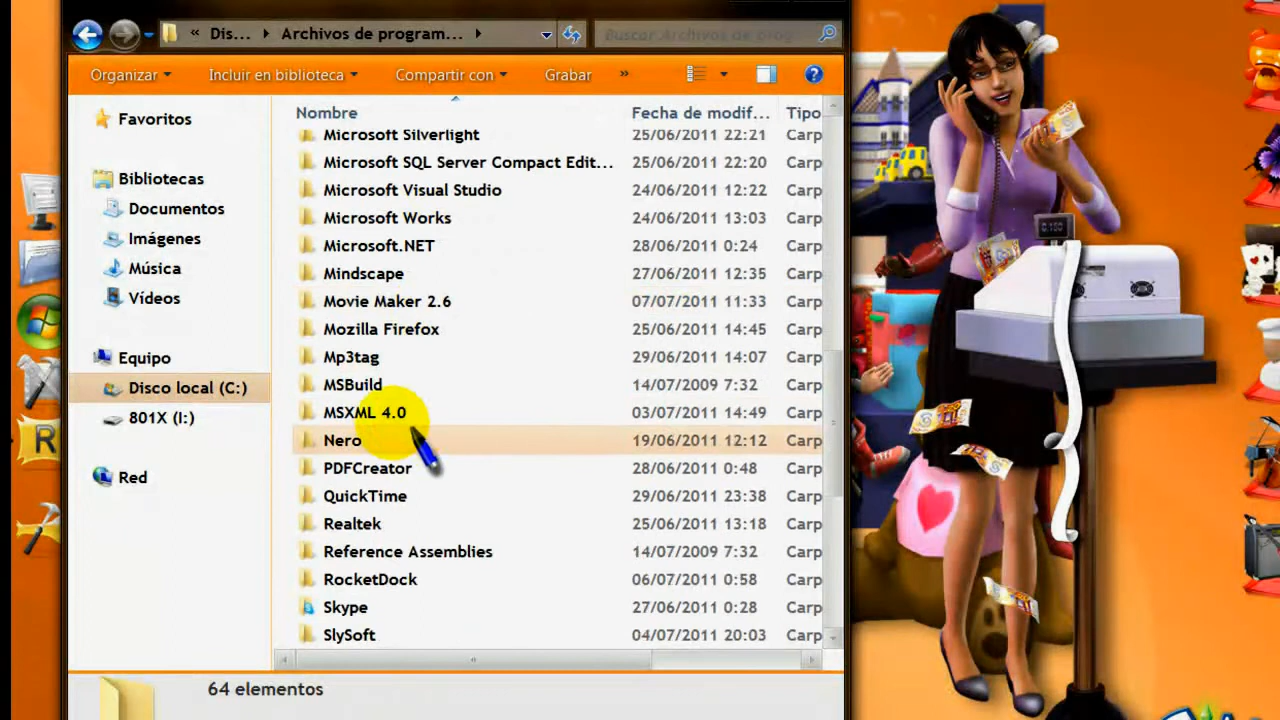 « Dis... Archivos de program...
Buscar Archivos de prog
Organizar Incluir en biblioteca Compartir con Grabar »
Nombre Fecha de modif... Tipo
Favoritos
Bibliotecas
Documentos
Imágenes
Música
Vídeos
Equipo
Disco local (C:)
801X (I:)
Red
Microsoft Silverlight 25/06/2011 22:21 Carp
Microsoft SQL Server Compact Edit... 25/06/2011 22:20 Carp
Microsoft Visual Studio 24/06/2011 12:22 Carp
Microsoft Works 24/06/2011 13:03 Carp
Microsoft.NET 28/06/2011 0:24 Carp
Mindscape 27/06/2011 12:35 Carp
Movie Maker 2.6 07/07/2011 11:33 Carp
Mozilla Firefox 25/06/2011 14:45 Carp
Mp3tag 29/06/2011 14:07 Carp
MSBuild 14/07/2009 7:32 Carp
MSXML 4.0 03/07/2011 14:49 Carp
Nero 19/06/2011 12:12 Carp
PDFCreator 28/06/2011 0:48 Carp
QuickTime 29/06/2011 23:38 Carp
Realtek 25/06/2011 13:18 Carp
Reference Assemblies 14/07/2009 7:32 Carp
RocketDock 06/07/2011 0:58 Carp
Skype 27/06/2011 0:28 Carp
SlySoft 04/07/2011 20:03 Carp
64 elementos
R